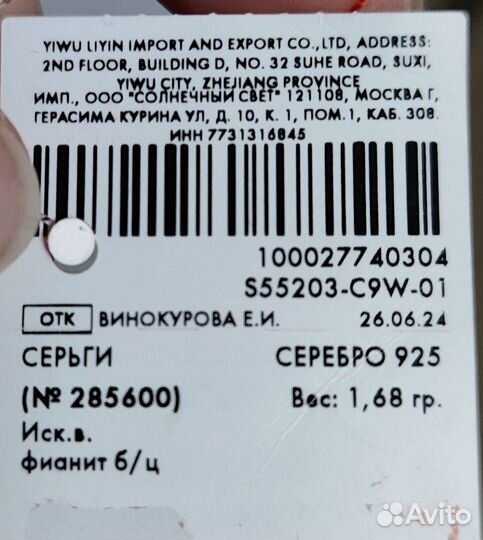 YIWU LIYIN IMPORT AND EXPORT CO.,LTD, ADDRESS:
2ND FLOOR, BUILDING D, NO. 32 SUHE ROAD, SUXI,
YIWU CITY, ZHEJIANG PROVINCE
ИМП., ООО "СОЛНЕЧНЫЙ СВЕТ" 121108, МОСКВА Г,
ГЕРАСИМА КУРИНА УЛ, Д. 10, К. 1, ПОМ.1, КАБ. 308.
ИНН 7731316845
100027740304
S55203-C9W-01
ОТК ВИНОКУРОВА Е.И. 26.06.24
СЕРЬГИ СЕРЕБРО 925
(№ 285600) Вес: 1,68 гр.
Иск.в.
фианит б/ц
Avito